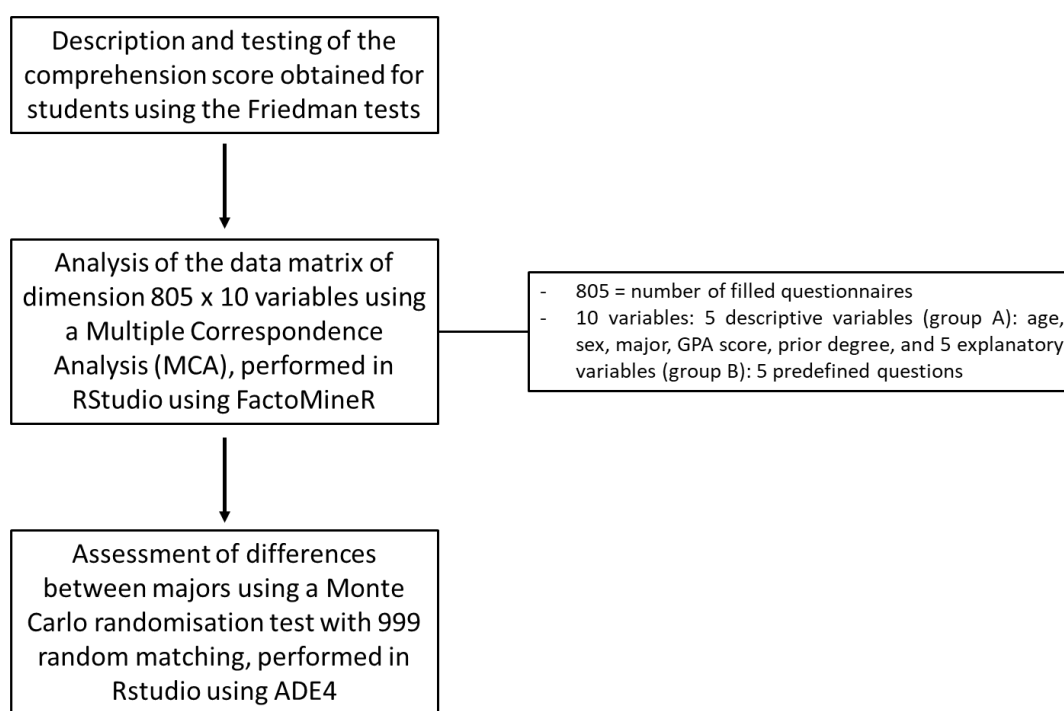 Description and testing of the
comprehension score obtained for
students using the Friedman tests
Analysis of the data matrix of
dimension 805 x 10 variables using
a Multiple Correspondence
Analysis (MCA), performed in
RStudio using FactoMineR
- 805 = number of filled questionnaires
- 10 variables: 5 descriptive variables (group A): age,
sex, major, GPA score, prior degree, and 5 explanatory
variables (group B): 5 predefined questions
Assessment of differences
between majors using a Monte
Carlo randomisation test with 999
random matching, performed in
Rstudio using ADE4